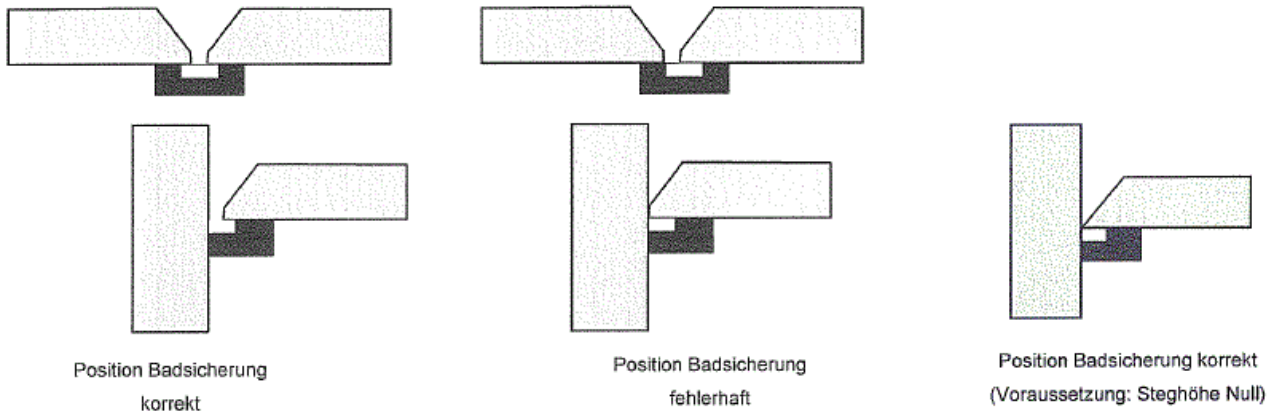 Position Badsicherung
korrekt
Position Badsicherung
fehlerhaft
Position Badsicherung korrekt
(Voraussetzung: Steghöhe Null)